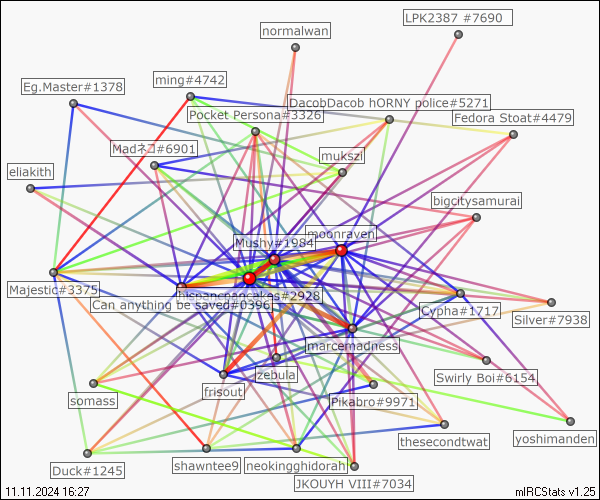 LPK2387 #7690
normalwan
ming#4742
Eg.Master#1378
DacobDacob hORNY police#5271
Pocket Persona#3326
Fedora Stoat#4479
Madネコ#6901
mukszi
eliakith
bigcitysamurai
moonraven
Mushy#1984
Majestic#3375
hispanicpancakes#2928
Can anything be saved#0396
Cypha#1717
Silver#7938
marcemadness
zebula
Swirly Boi#6154
frisout
somass
Pikabro#9971
thesecondtwat
yoshimanden
Duck#1245
shawntee9
neokingghidorah
JKOUYH VIII#7034
11.11.2024 16:27
mIRCStats v1.25